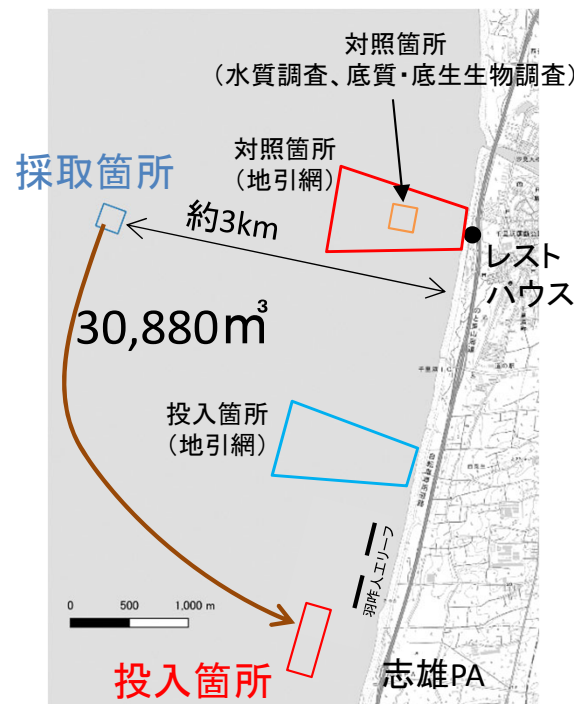 対照箇所
（水質調査、底質・底生生物調査）
対照箇所
（地引網）
採取箇所
約3km
レスト
ハウス
30,880㎥
投入箇所
（地引網）
羽咋人工リーフ
0 500 1,000 m
投入箇所
志雄PA